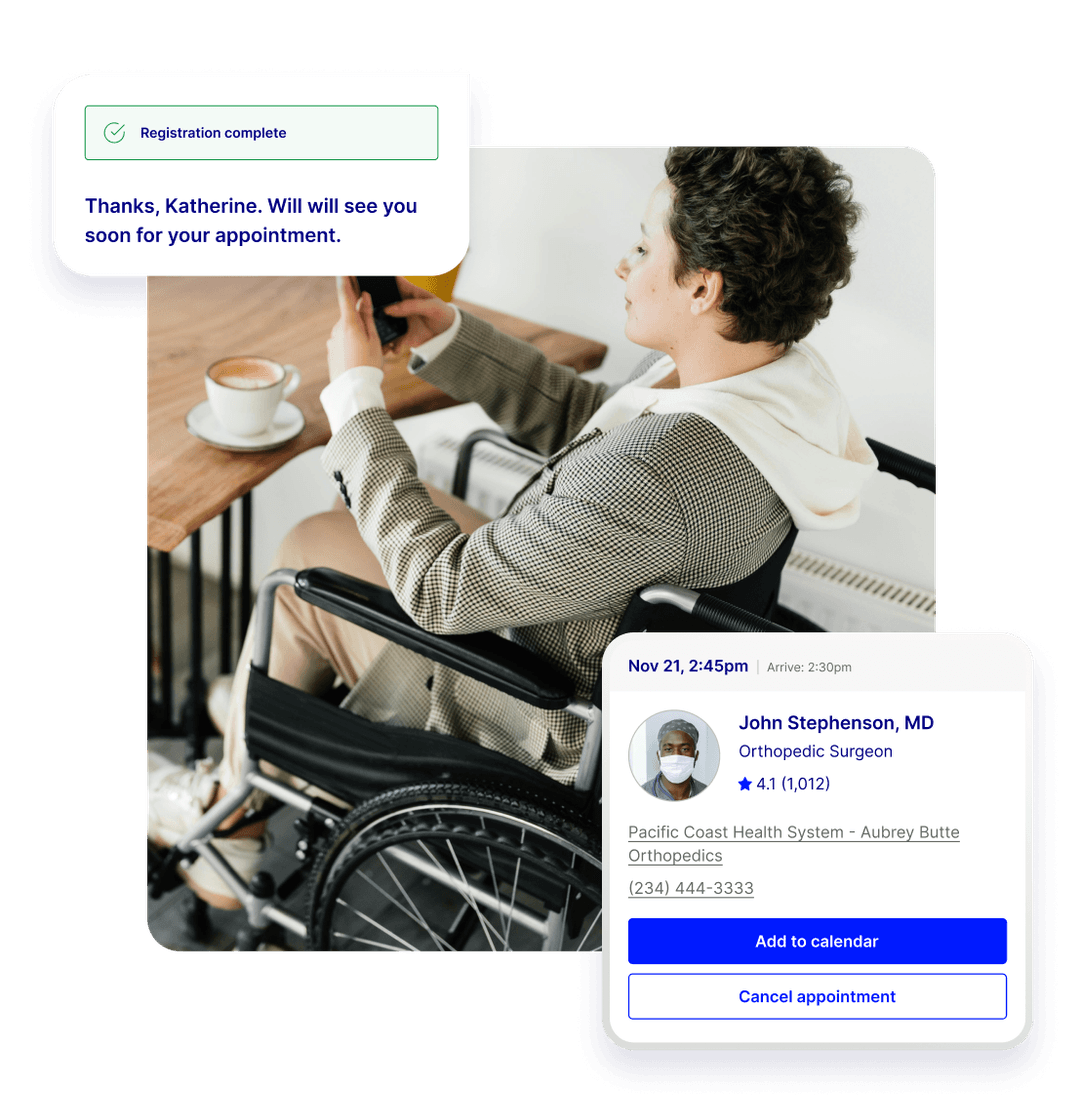 Registration complete
Thanks, Katherine. Will will see you
soon for your appointment.
Nov 21, 2:45pm | Arrive: 2:30pm
John Stephenson, MD
Orthopedic Surgeon
4.1 (1,012)
Pacific Coast Health System - Aubrey Butte
Orthopedics
(234) 444-3333
Add to calendar
Cancel appointment